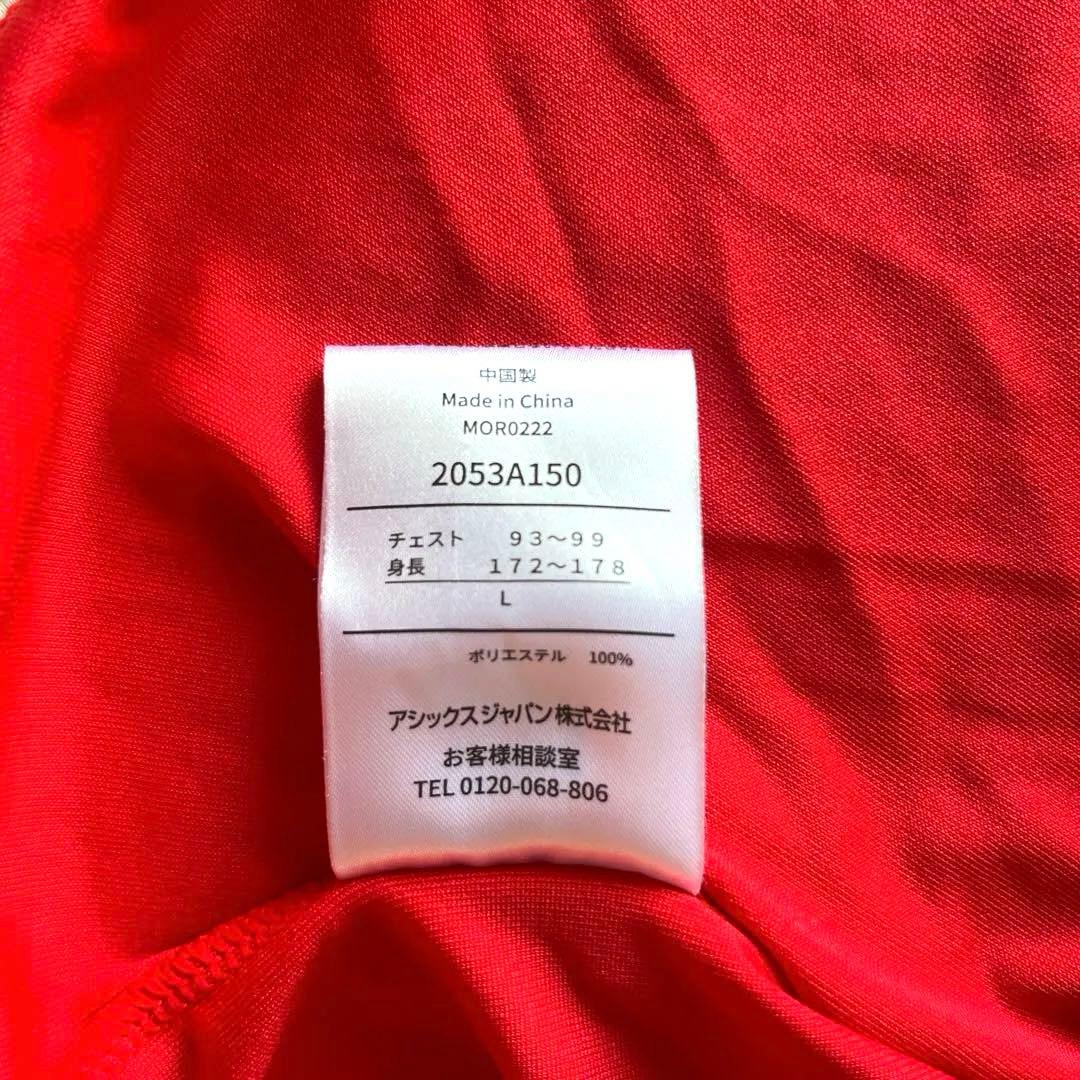 中国製
Made in China
MOR0222
2053A150
チェスト 93～99
身長 172～178
L
ポリエステル 100%
アシックスジャパン株式会社
お客様相談室
TEL 0120-068-806